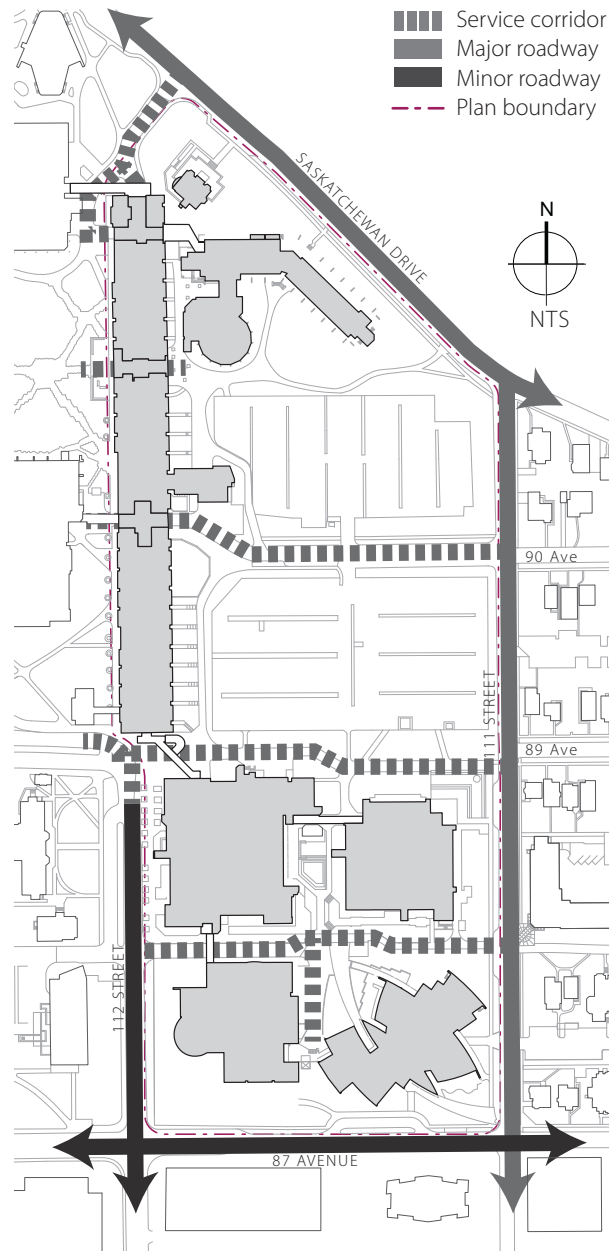 Service corridor
Major roadway
Minor roadway
Plan boundary
SASKATCHEWAN DRIVE
N
NTS
90 Ave
111 STREET
89 Ave
112 STREET
87 AVENUE